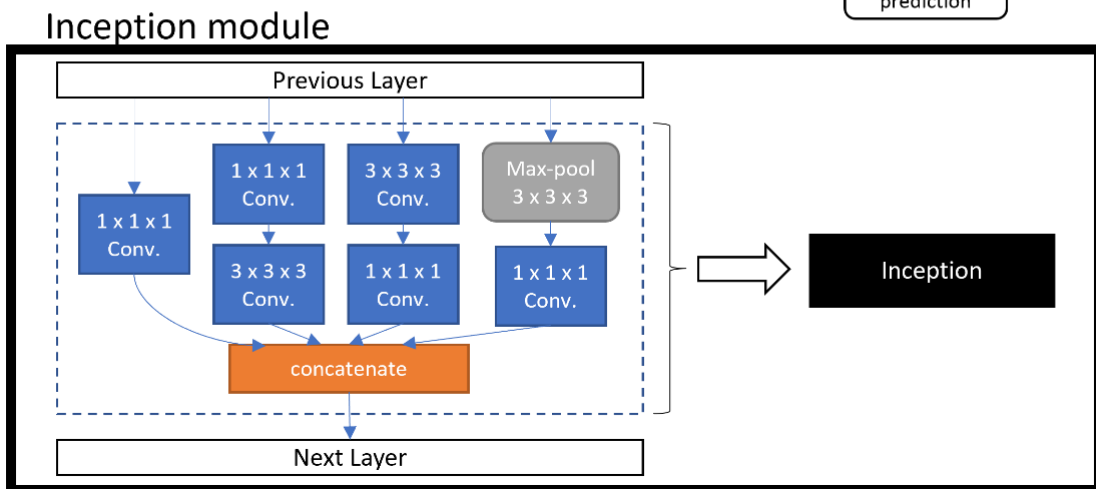 prediction
Inception module
Previous Layer
1 x 1 x 1
Conv.
1 x 1 x 1
Conv.
3 x 3 x 3
Conv.
3 x 3 x 3
Conv.
1 x 1 x 1
Conv.
Max-pool
3 x 3 x 3
1 x 1 x 1
Conv.
concatenate
Next Layer
Inception